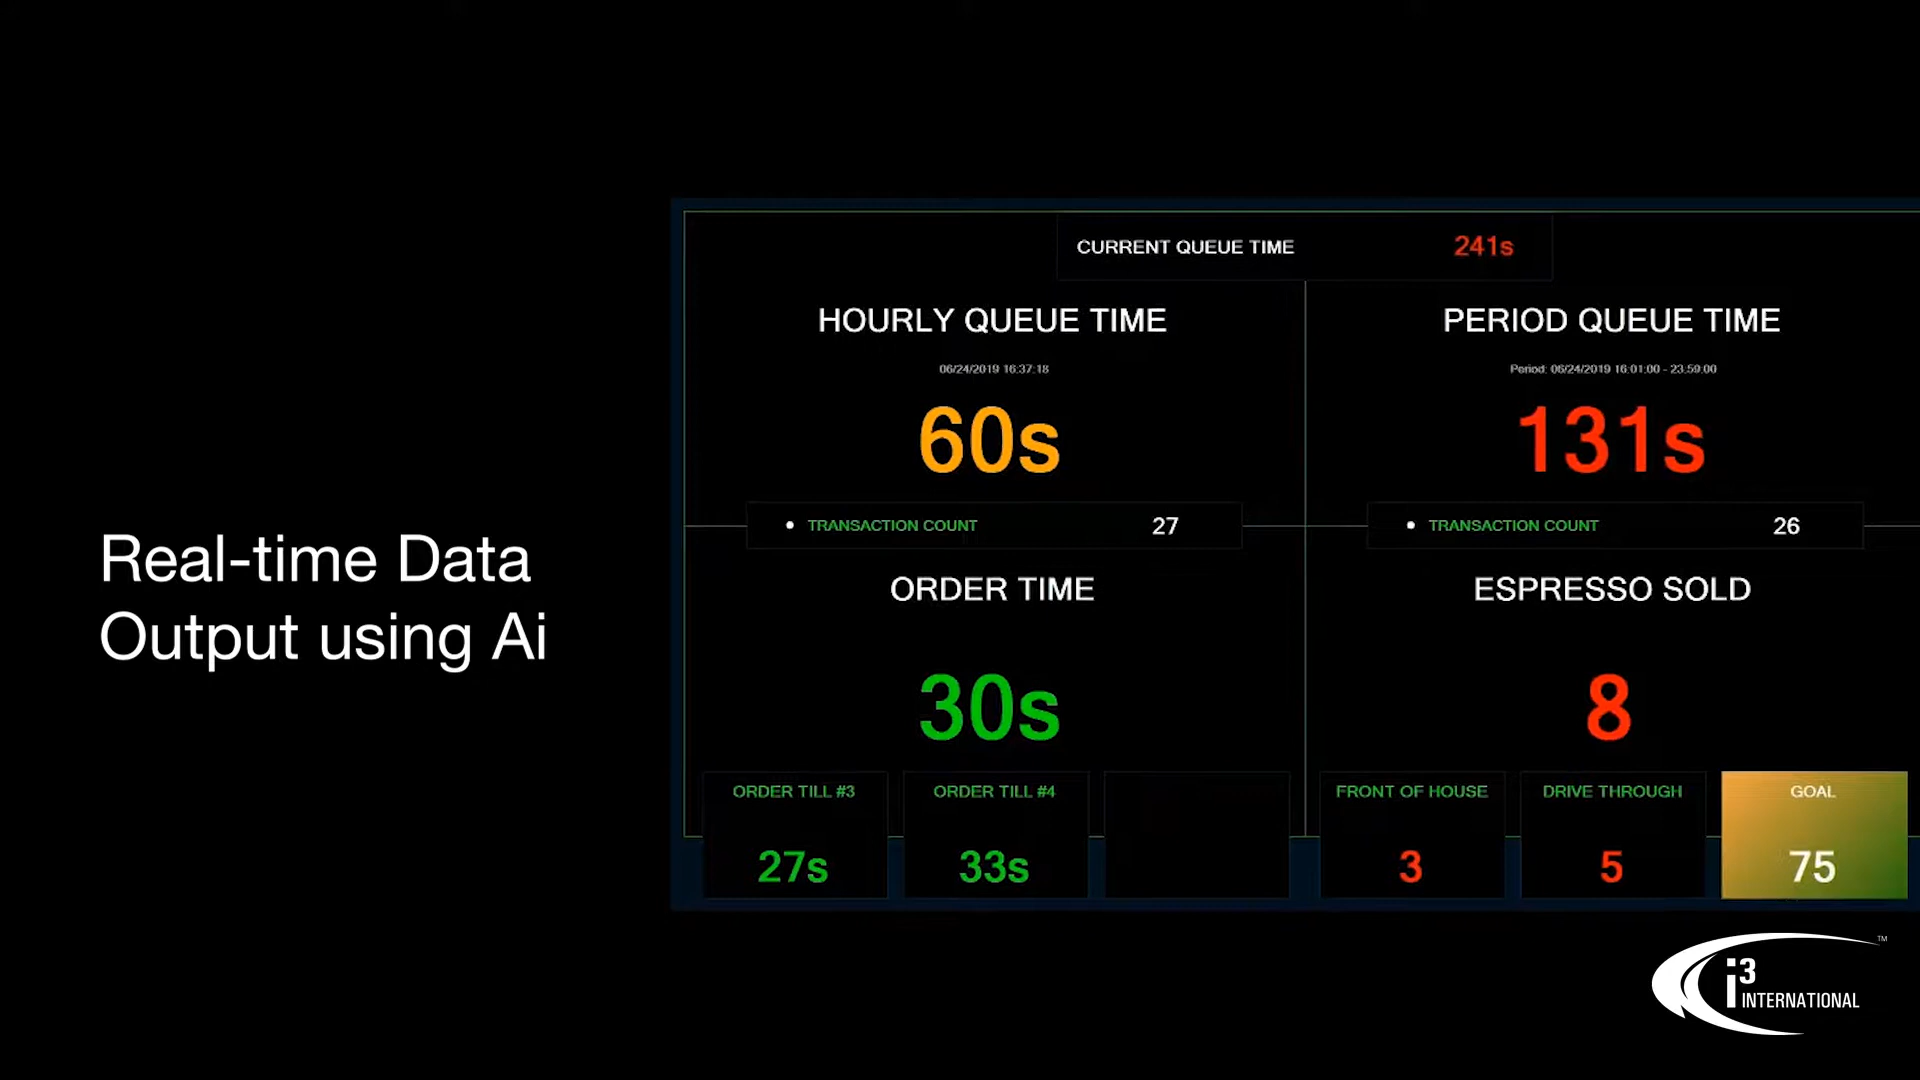 Real-time Data
Output using Ai
CURRENT QUEUE TIME 241s
HOURLY QUEUE TIME
06/24/2019 16:37:18
60s
• TRANSACTION COUNT 27
PERIOD QUEUE TIME
Period: 06/24/2019 16:01:00 - 23:59:00
131s
• TRANSACTION COUNT 26
ORDER TIME
30s
ORDER TILL #3
27s
ORDER TILL #4
33s
ESPRESSO SOLD
8
FRONT OF HOUSE
3
DRIVE THROUGH
5
GOAL
75
i3
INTERNATIONAL
TM